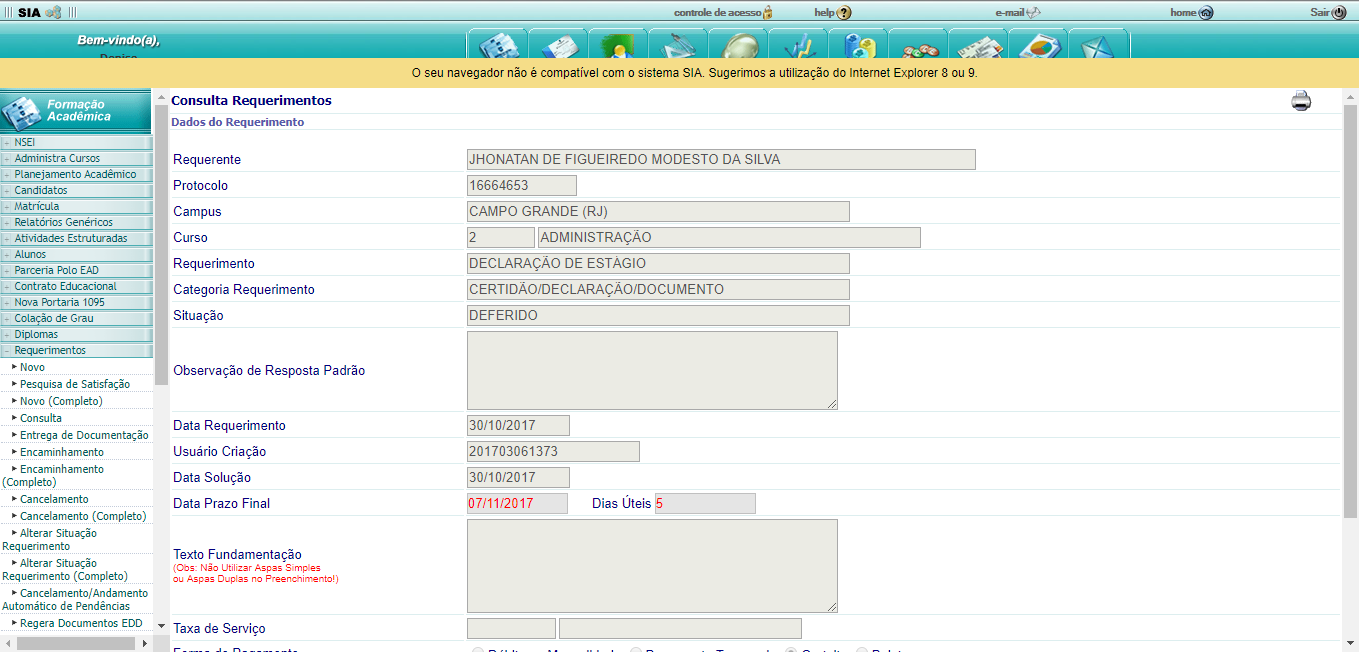 SIA
controle de acesso
help
e-mail
home
Sair
Bem-vindo(a),
O seu navegador não é compatível com o sistema SIA. Sugerimos a utilização do Internet Explorer 8 ou 9.
Formação
Acadêmica
NSEI
Administra Cursos
Planejamento Acadêmico
Candidatos
Matrícula
Relatórios Genéricos
Atividades Estruturadas
Alunos
Parceria Polo EAD
Contrato Educacional
Nova Portaria 1095
Colação de Grau
Diplomas
Requerimentos
Novo
Pesquisa de Satisfação
Novo (Completo)
Consulta
Entrega de Documentação
Encaminhamento
Encaminhamento
(Completo)
Cancelamento
Cancelamento (Completo)
Alterar Situação
Requerimento
Alterar Situação
Requerimento (Completo)
Cancelamento/Andamento
Automático de Pendências
Regera Documentos EDD
Consulta Requerimentos
Dados do Requerimento
Requerente JHONATAN DE FIGUEIREDO MODESTO DA SILVA
Protocolo 16664653
Campus CAMPO GRANDE (RJ)
Curso 2 ADMINISTRAÇÃO
Requerimento DECLARAÇÃO DE ESTÁGIO
Categoria Requerimento CERTIDÃO/DECLARAÇÃO/DOCUMENTO
Situação DEFERIDO
Observação de Resposta Padrão
Data Requerimento 30/10/2017
Usuário Criação 201703061373
Data Solução 30/10/2017
Data Prazo Final 07/11/2017 Dias Úteis 5
Texto Fundamentação
(Obs: Não Utilizar Aspas Simples
ou Aspas Duplas no Preenchimento!)
Taxa de Serviço